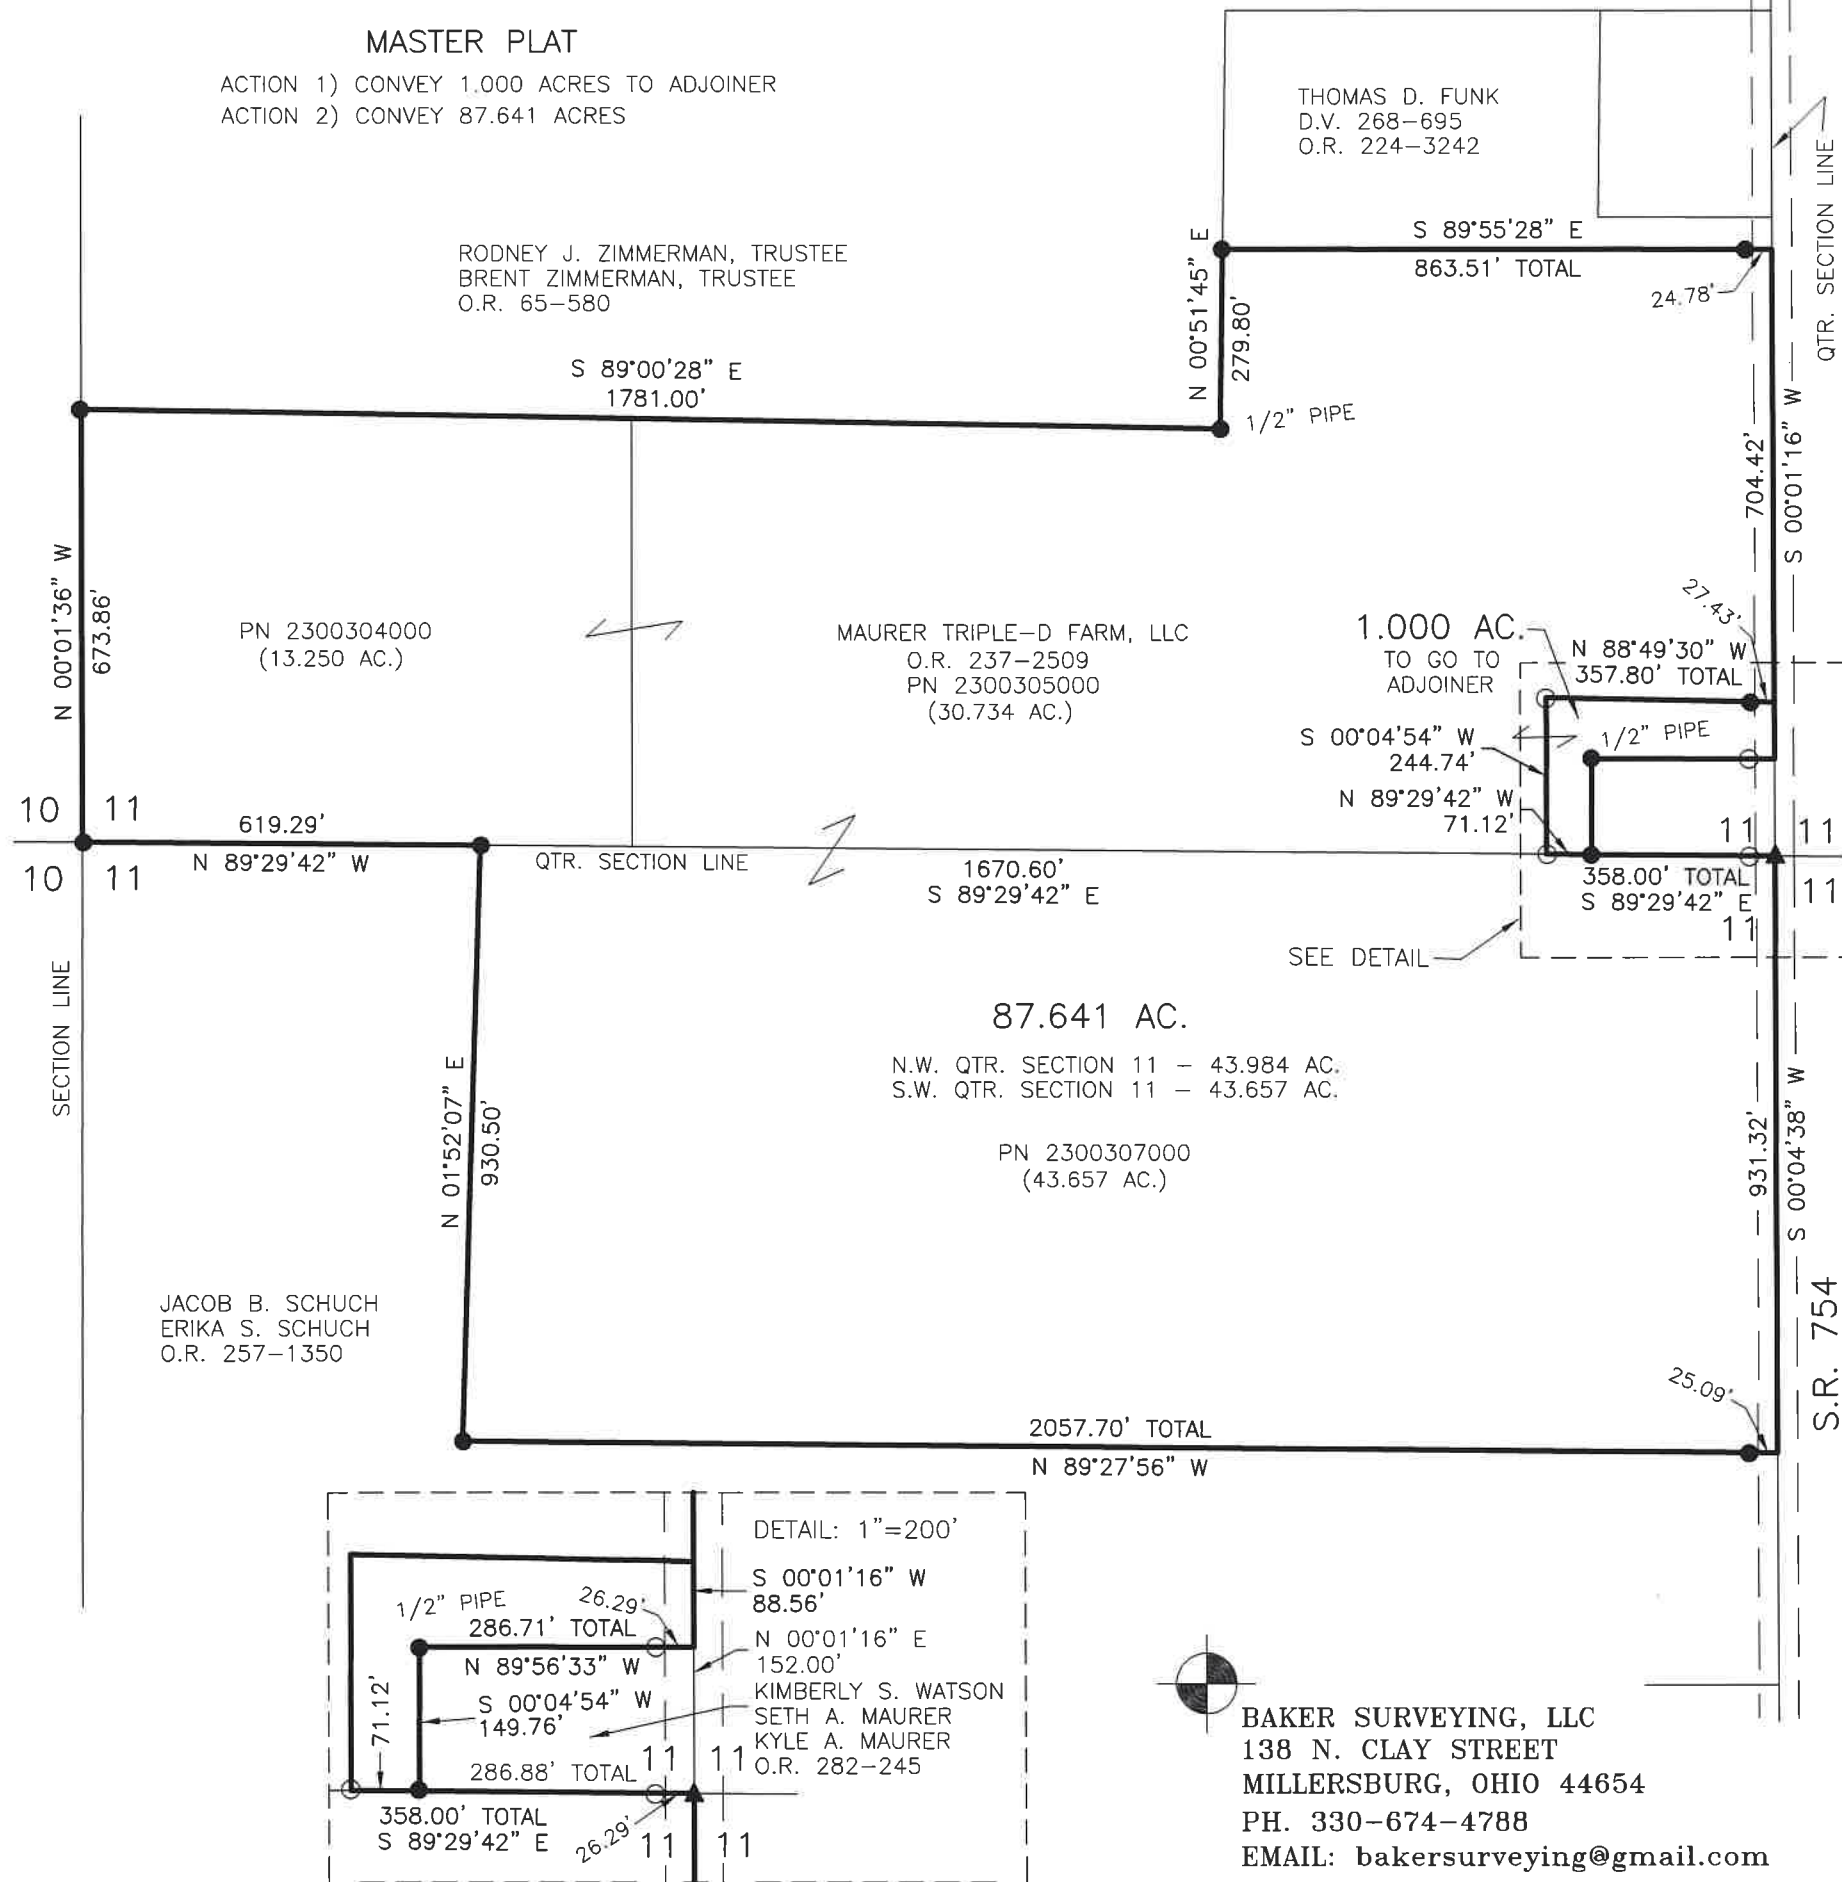 MASTER PLAT
ACTION 1) CONVEY 1.000 ACRES TO ADJOINER
ACTION 2) CONVEY 87.641 ACRES
THOMAS D. FUNK
D.V. 268-695
O.R. 224-3242
QTR. SECTION LINE
RODNEY J. ZIMMERMAN, TRUSTEE
BRENT ZIMMERMAN, TRUSTEE
O.R. 65-580
S 89°55'28" E
863.51' TOTAL
24.78'
N 00°51'45" E
279.80'
S 89°00'28" E
1781.00'
1/2" PIPE
704.42'
S 00°01'16" W
N 00°01'36" W
673.86'
PN 2300304000
(13.250 AC.)
MAURER TRIPLE-D FARM, LLC
O.R. 237-2509
PN 2300305000
(30.734 AC.)
27.43'
1.000 AC.
TO GO TO
ADJOINER
N 88°49'30" W
357.80' TOTAL
S 00°04'54" W
244.74'
1/2" PIPE
N 89°29'42" W
71.12'
10 11
619.29'
11 11
10 11
N 89°29'42" W
QTR. SECTION LINE
1670.60'
S 89°29'42" E
358.00' TOTAL
S 89°29'42" E
11
11
SEE DETAIL
SECTION LINE
87.641 AC.
N.W. QTR. SECTION 11 - 43.984 AC.
S.W. QTR. SECTION 11 - 43.657 AC.
N 01°52'07" E
930.50'
PN 2300307000
(43.657 AC.)
931.32'
S 00°04'38" W
S.R. 754
JACOB B. SCHUCH
ERIKA S. SCHUCH
O.R. 257-1350
25.09'
2057.70' TOTAL
N 89°27'56" W
DETAIL: 1"=200'
S 00°01'16" W
88.56'
1/2" PIPE
26.29'
286.71' TOTAL
N 89°56'33" W
N 00°01'16" E
152.00'
S 00°04'54" W
149.76'
KIMBERLY S. WATSON
SETH A. MAURER
KYLE A. MAURER
O.R. 282-245
71.12'
286.88' TOTAL
11 11
358.00' TOTAL
S 89°29'42" E
26.29'
11 11
BAKER SURVEYING, LLC
138 N. CLAY STREET
MILLERSBURG, OHIO 44654
PH. 330-674-4788
EMAIL: bakersurveying@gmail.com